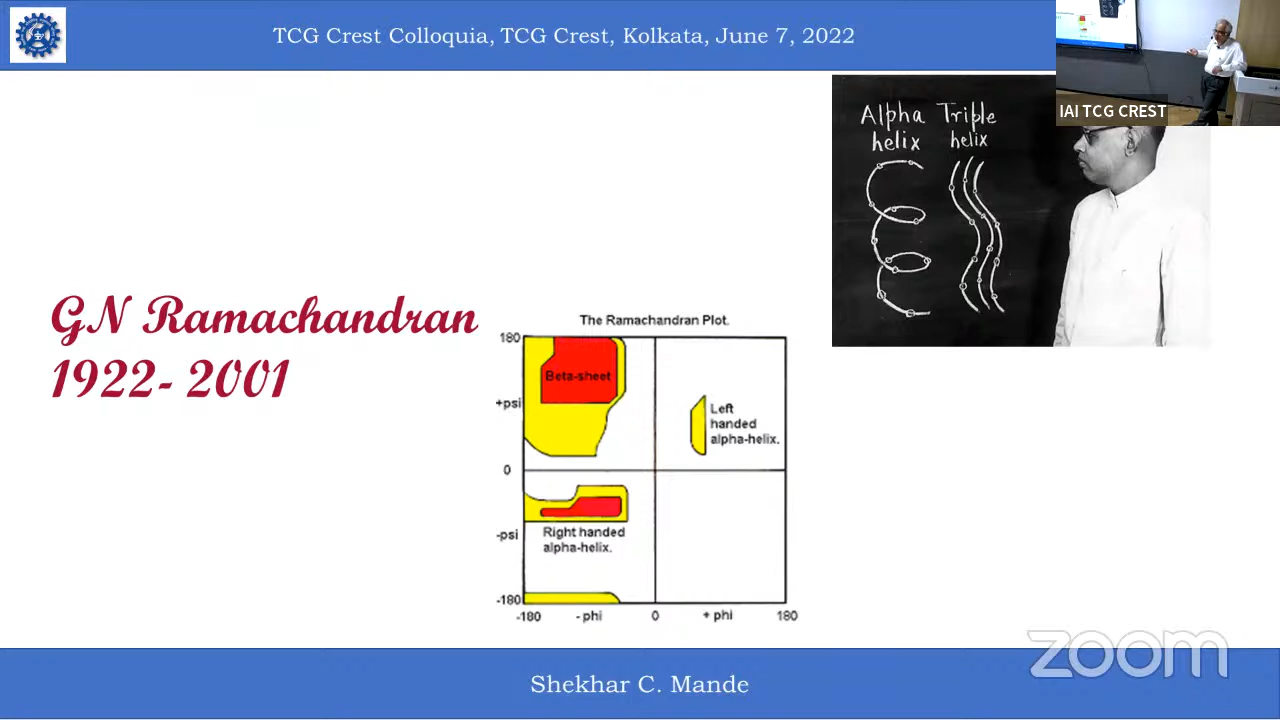 TCG Crest Colloquia, TCG Crest, Kolkata, June 7, 2022
IAI TCG CREST
Alpha Triple
helix helix
GN Ramachandran
1922- 2001
The Ramachandran Plot.
180
Beta-sheet
+psi
Left
handed
alpha-helix.
0
Right handed
alpha-helix.
-psi
-180
-180 - phi 0 + phi 180
zoom
Shekhar C. Mande